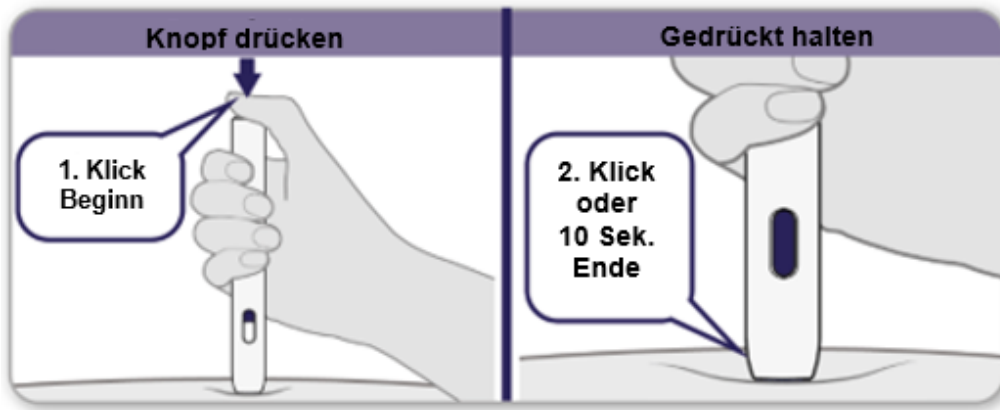 Knopf drücken
1. Klick
Beginn
Gedrückt halten
2. Klick
oder
10 Sek.
Ende